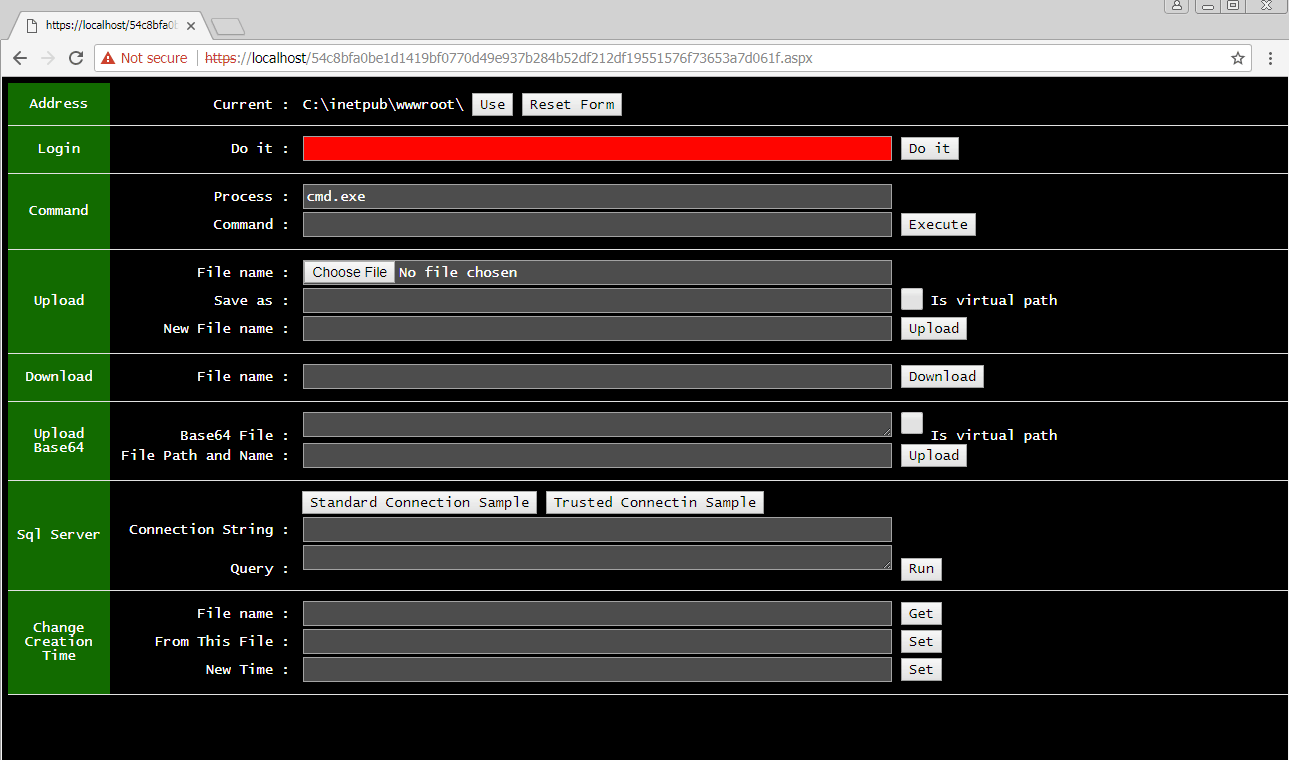 https://localhost/54c8bfa0b
Not secure https://localhost/54c8bfa0be1d1419bf0770d49e937b284b52df212df19551576f73653a7d061f.aspx
Address Current : C:\inetpub\wwwroot\ Use Reset Form
Login Do it : Do it
Process : cmd.exe
Command
Command : Execute
File name : Choose File No file chosen
Upload Save as : Is virtual path
New File name : Upload
Download File name : Download
Upload Base64
Base64 File : Is virtual path
File Path and Name : Upload
Standard Connection Sample Trusted Connectin Sample
Sql Server Connection String :
Query : Run
Change Creation Time
File name : Get
From This File : Set
New Time : Set